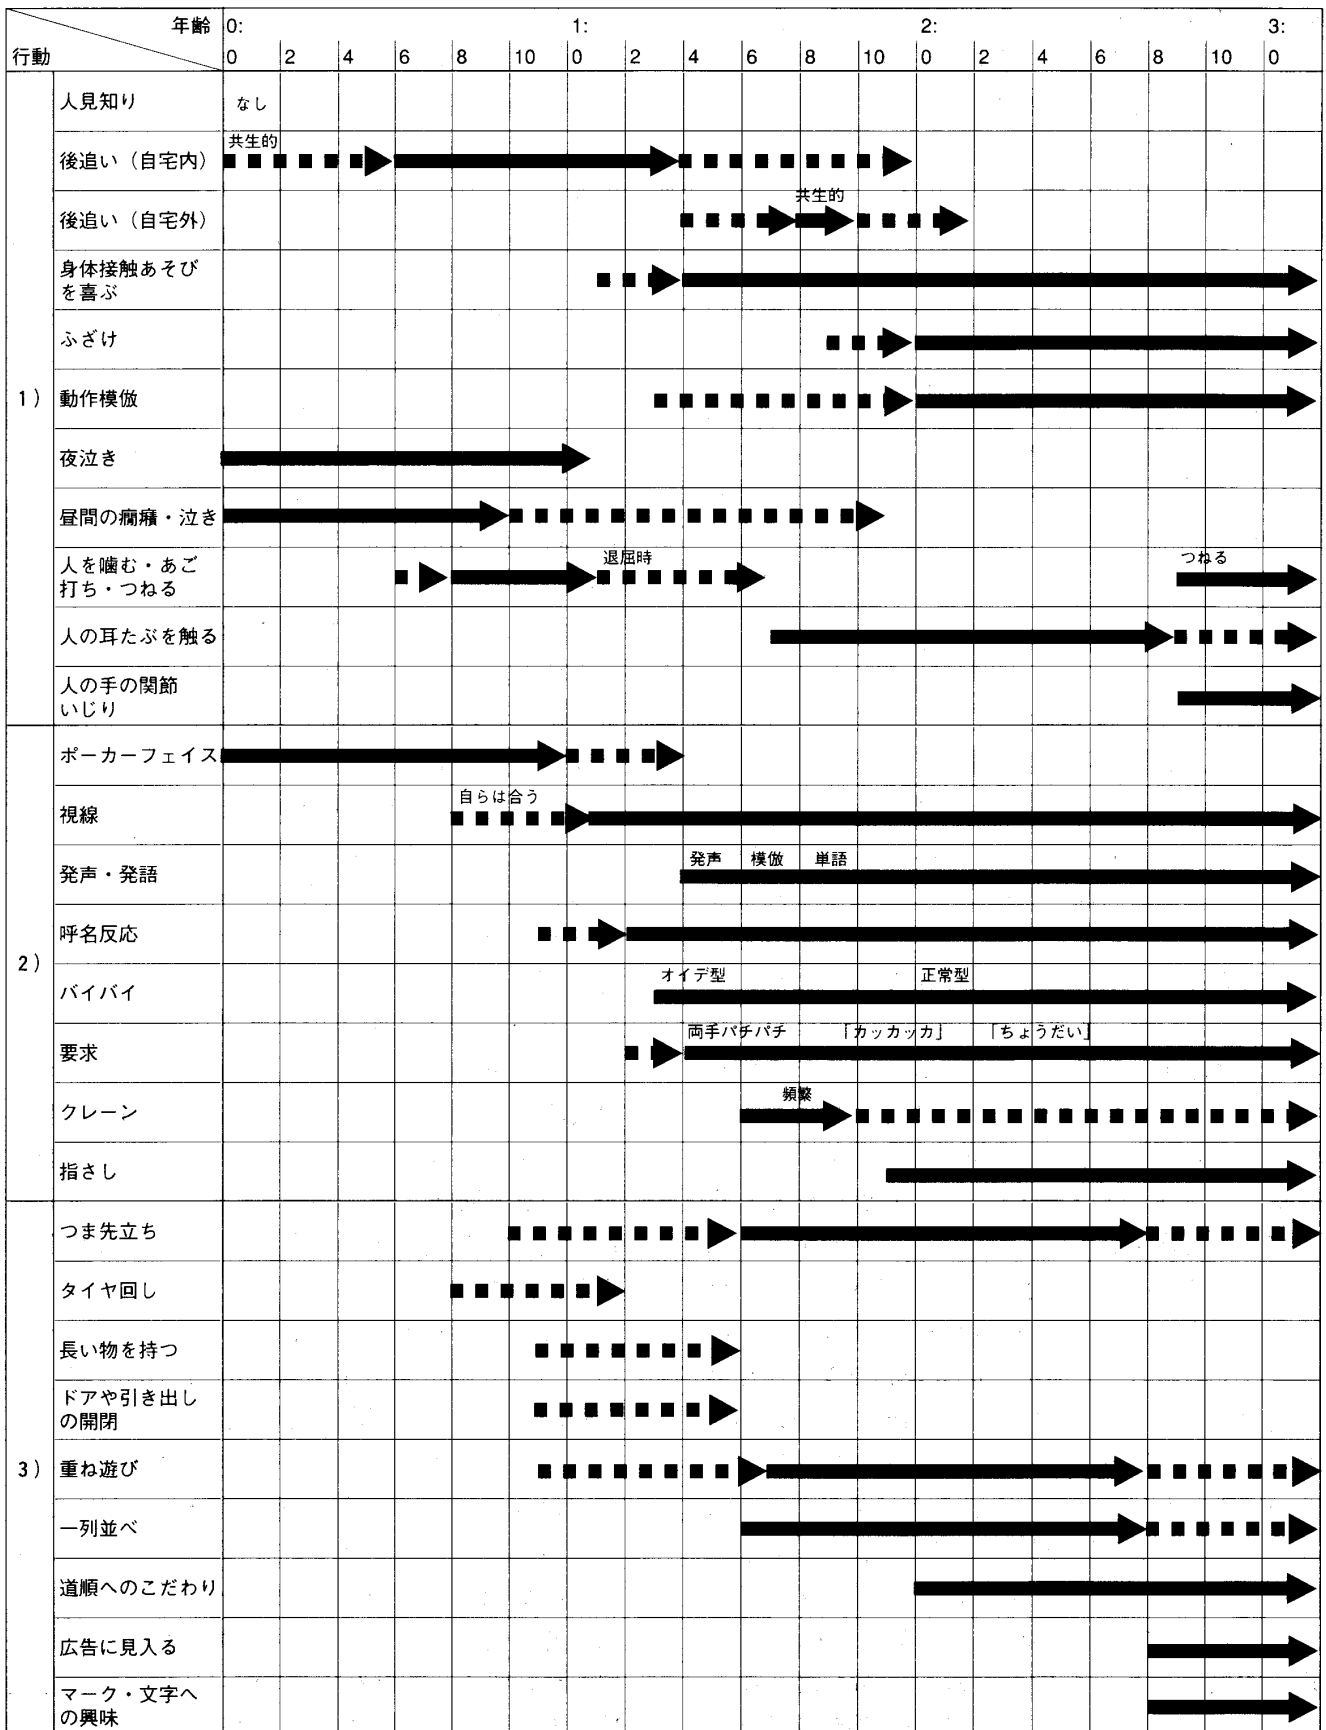 年齢 0: 1: 2: 3:
行動 0 2 4 6 8 10 0 2 4 6 8 10 0 2 4 6 8 10 0
人見知り なし
共生的
後追い（自宅内）
共生的
後追い（自宅外）
身体接触あそび
を喜ぶ
ふざけ
1) 動作模倣
夜泣き
昼間の癇癪・泣き
人を噛む・あご 退屈時 つねる
打ち・つねる
人の耳たぶを触る
人の手の関節
いじり
ポーカーフェイス
自らは合う
視線
発声 模倣 単語
発声・発語
呼名反応
2)
オイデ型 正常型
バイバイ
両手パチパチ 「カッカッカ」 「ちょうだい」
要求
頻繁
クレーン
指さし
つま先立ち
タイヤ回し
長い物を持つ
ドアや引き出し
の開閉
3) 重ね遊び
一列並べ
道順へのこだわり
広告に見入る
マーク・文字へ
の興味